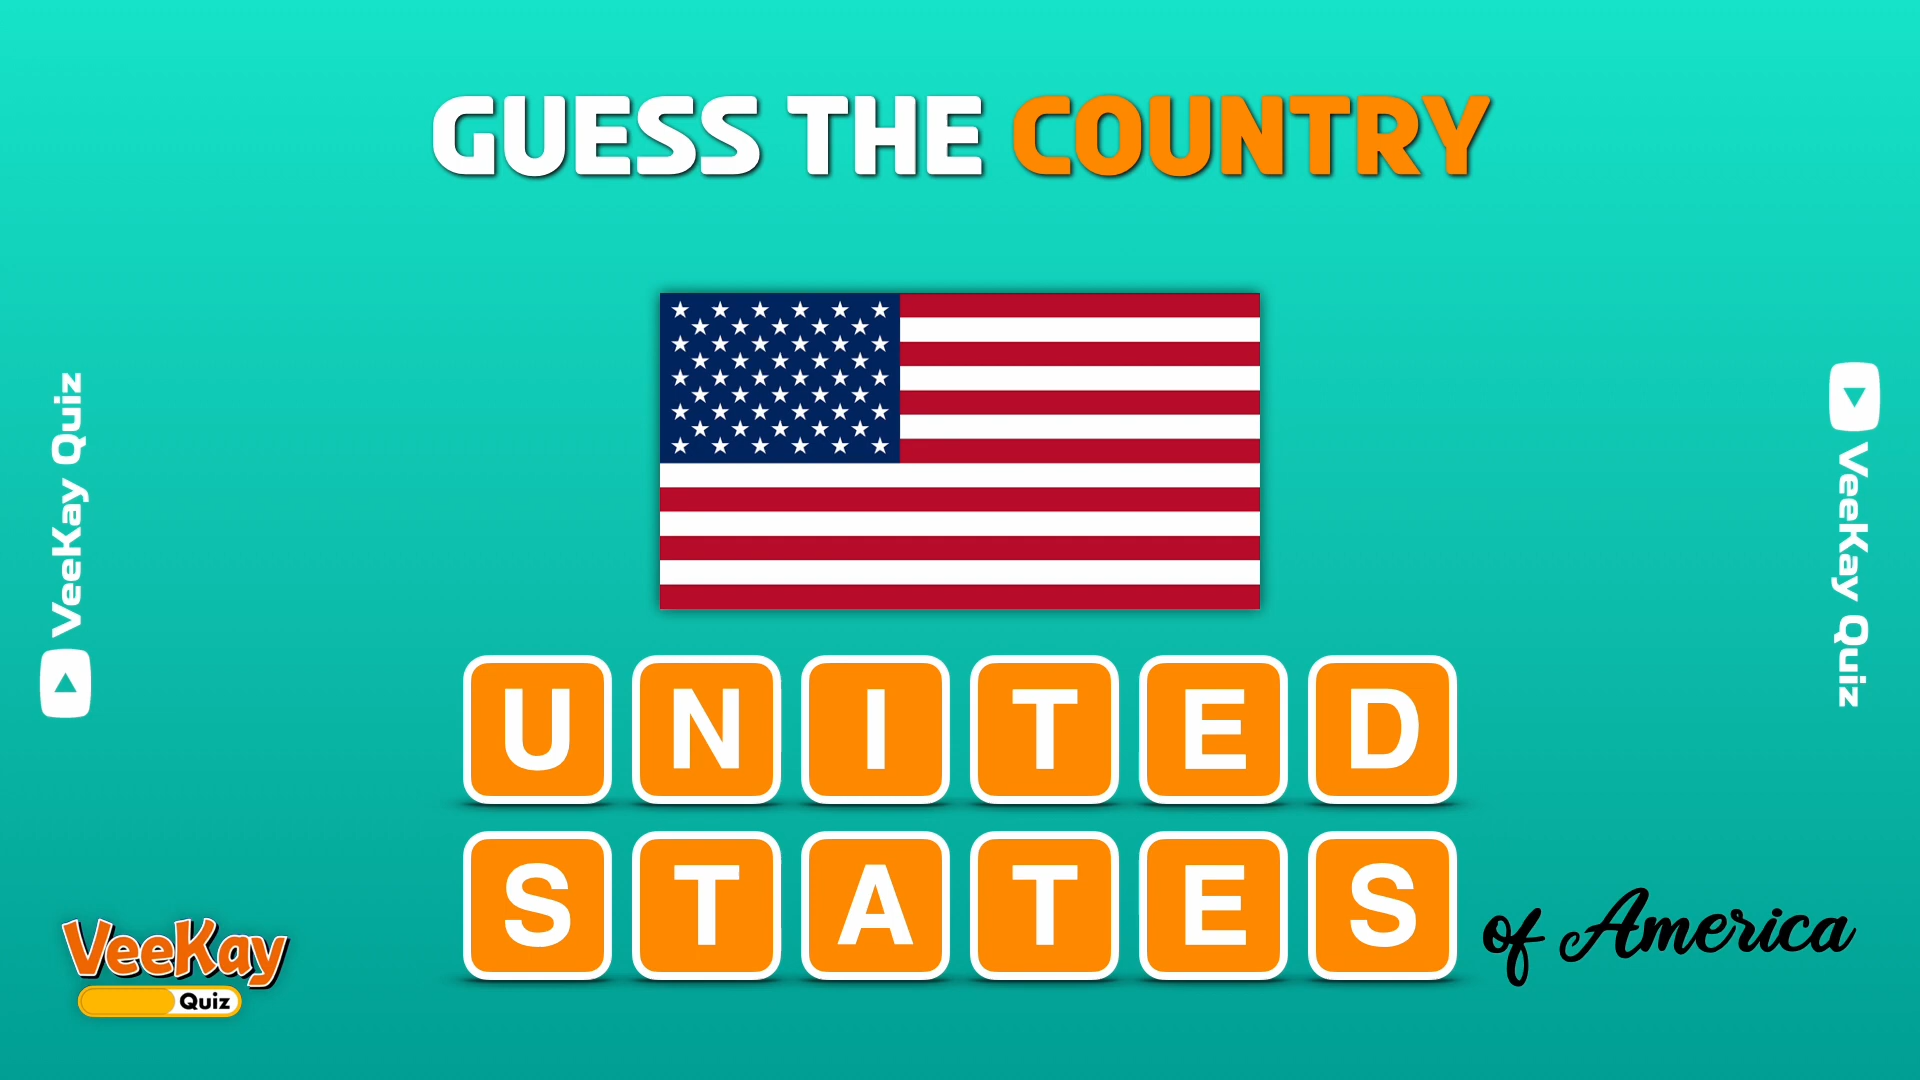 GUESS THE COUNTRY
VeeKay Quiz
VeeKay Quiz
UNITED
STATES of America
VeeKay
Quiz